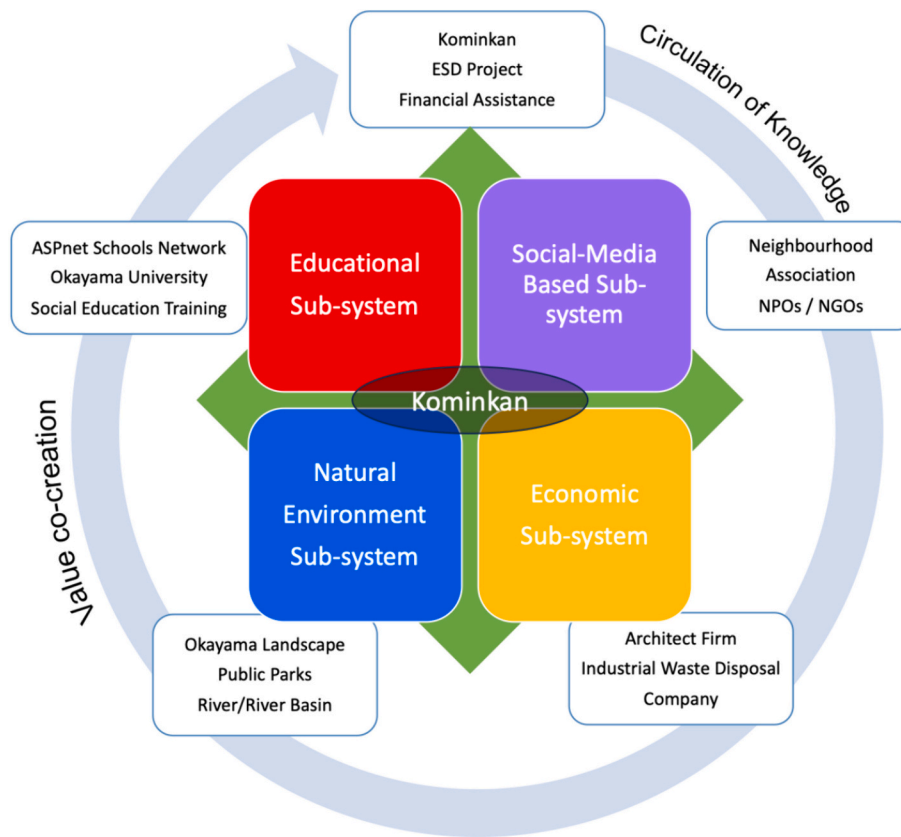 Kominkan
ESD Project
Financial Assistance
Circulation of Knowledge
ASPnet Schools Network
Okayama University
Social Education Training
Educational
Sub-system
Social-Media
Based Sub-
system
Neighbourhood
Association
NPOs / NGOs
Kominkan
Value co-creation
Natural
Environment
Sub-system
Economic
Sub-system
Okayama Landscape
Public Parks
River/River Basin
Architect Firm
Industrial Waste Disposal
Company